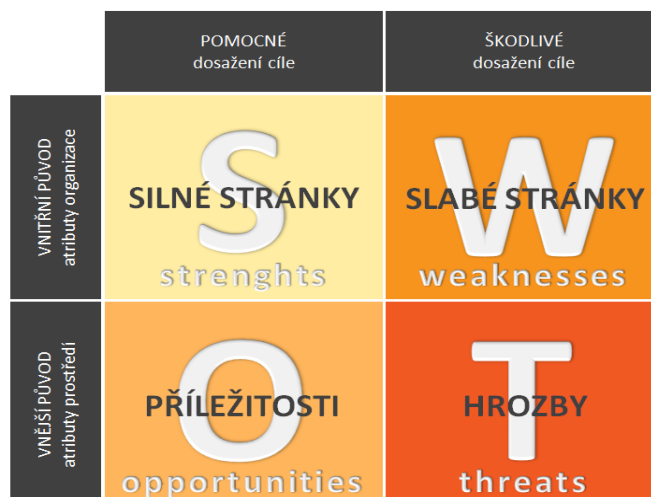 POMOCNÉ
dosažení cíle
ŠKODLIVÉ
dosažení cíle
VNITŘNÍ PŮVOD
atributy organizace
S
SILNÉ STRÁNKY
strenghts
W
SLABÉ STRÁNKY
weaknesses
VNĚJŠÍ PŮVOD
atributy prostředí
O
PŘÍLEŽITOSTI
opportunities
T
HROZBY
threats